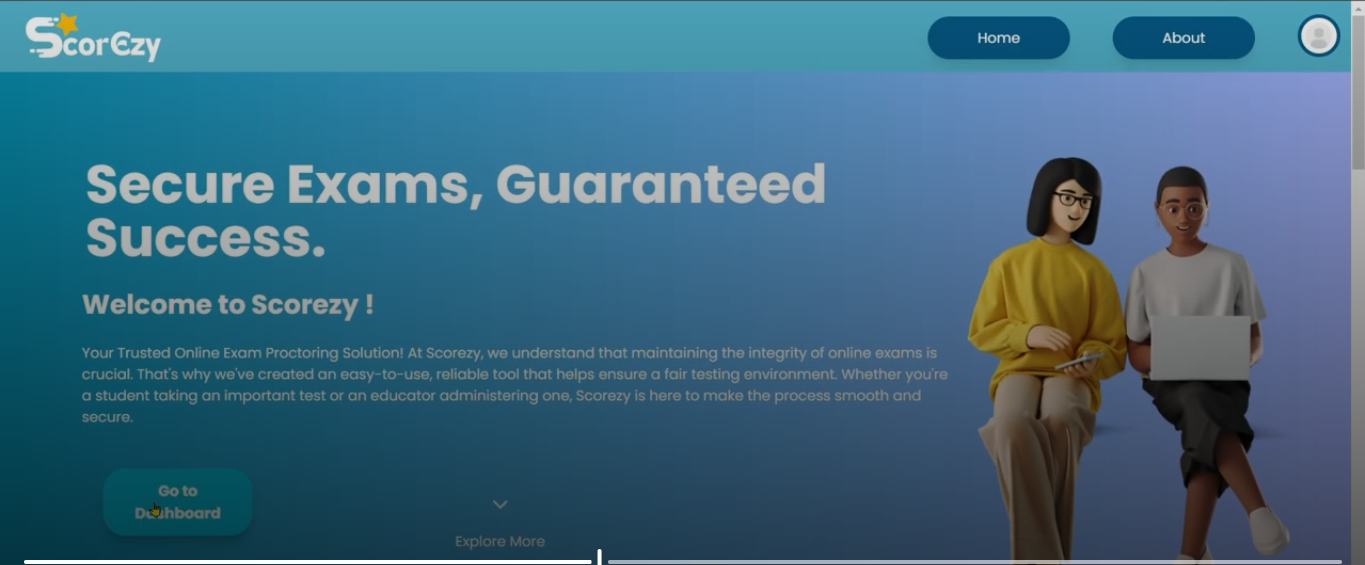 ScorEzy
Home
About
Secure Exams, Guaranteed
Success.
Welcome to Scorezy !
Your Trusted Online Exam Proctoring Solution! At Scorezy, we understand that maintaining the integrity of online exams is
crucial. That's why we've created an easy-to-use, reliable tool that helps ensure a fair testing environment. Whether you're
a student taking an important test or an educator administering one, Scorezy is here to make the process smooth and
secure.
Go to
Dashboard
Explore More